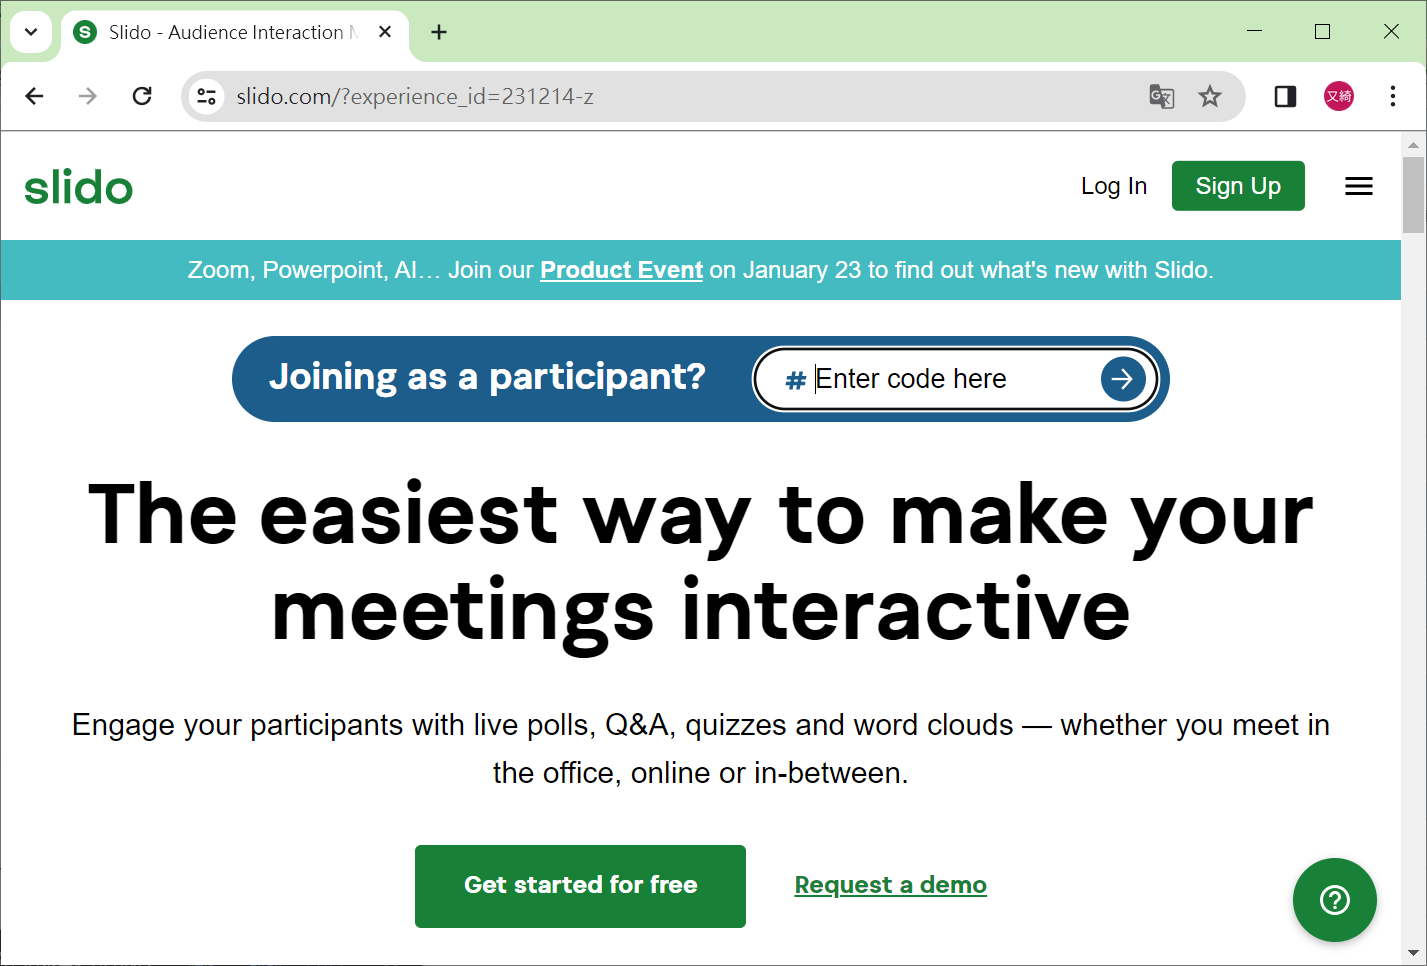 Slido - Audience Interaction M
slido.com/?experience_id=231214-z
又綺
slido
Log In
Sign Up
Zoom, Powerpoint, AI... Join our Product Event on January 23 to find out what's new with Slido.
Joining as a participant?
# Enter code here
The easiest way to make your
meetings interactive
Engage your participants with live polls, Q&A, quizzes and word clouds — whether you meet in
the office, online or in-between.
Get started for free
Request a demo